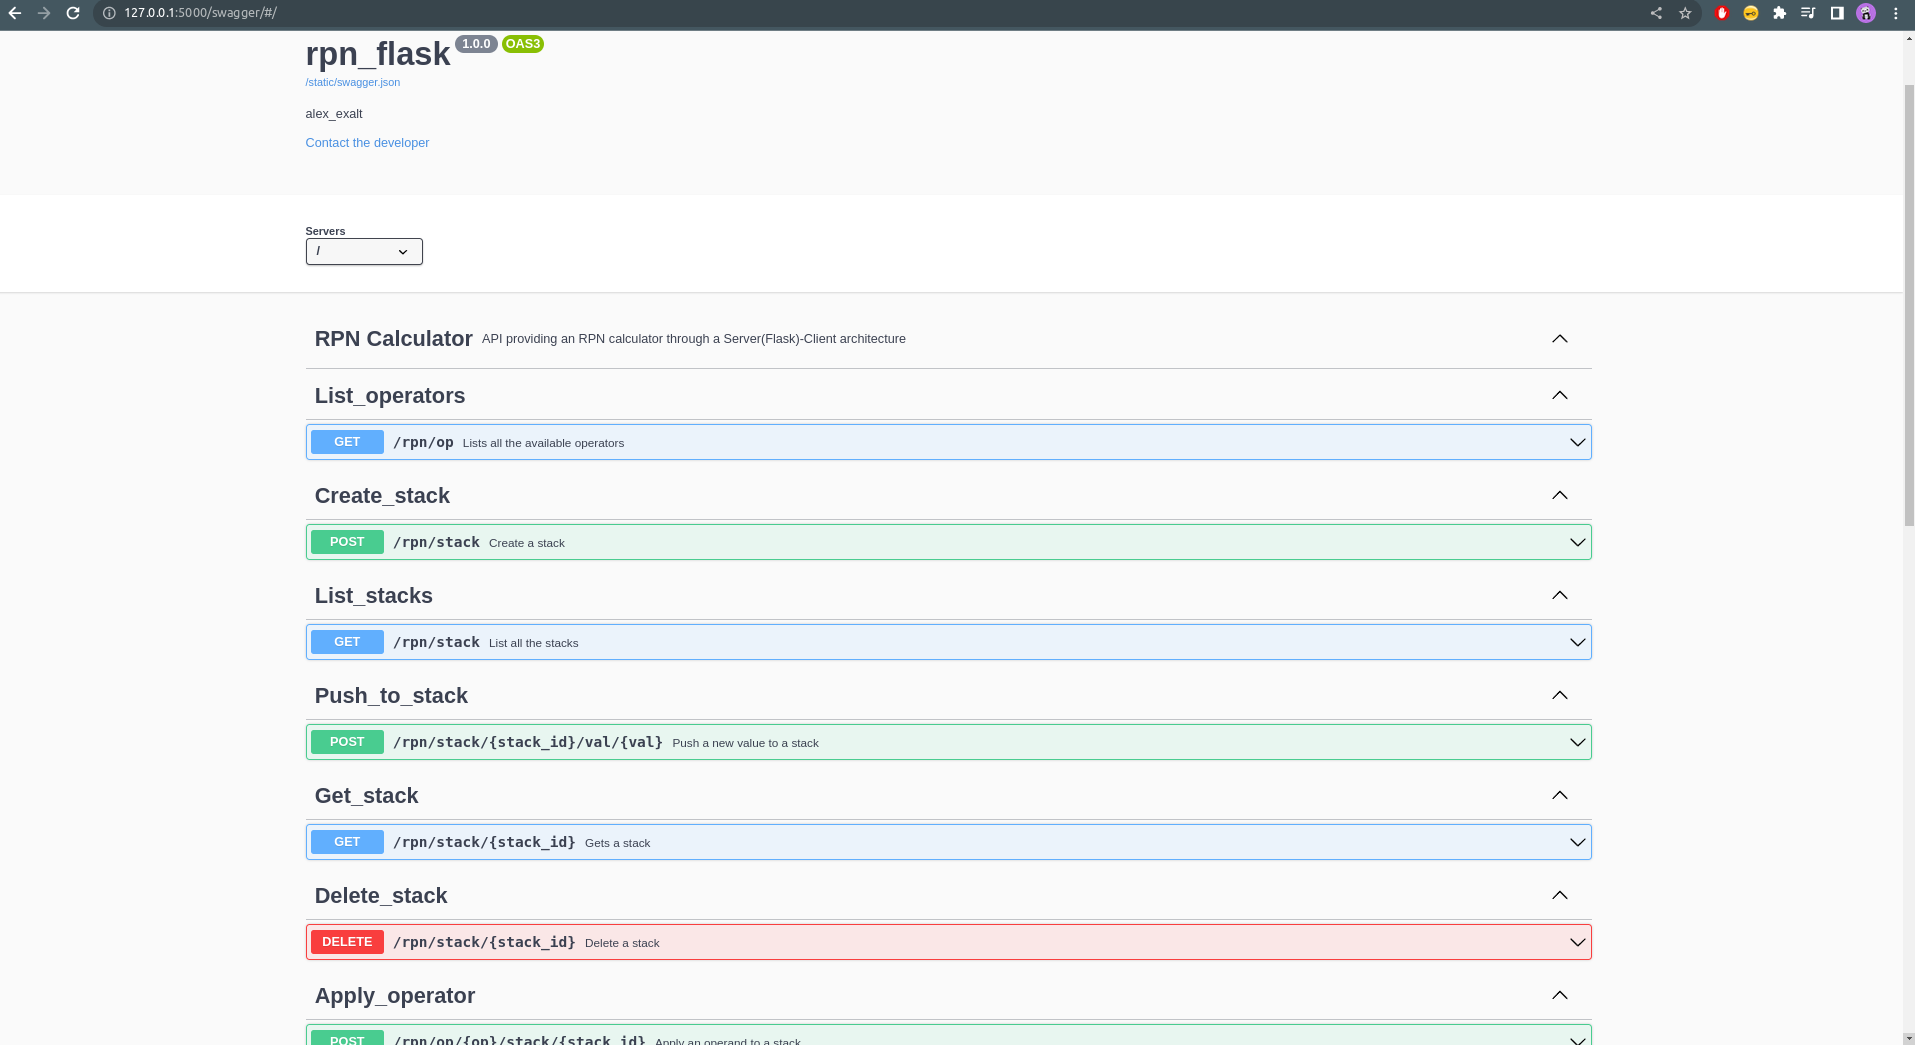 127.0.0.1:5000/swagger/#/
rpn_flask 1.0.0 OAS3
/static/swagger.json
alex_exalt
Contact the developer
Servers
/
RPN Calculator API providing an RPN calculator through a Server(Flask)-Client architecture
List_operators
GET /rpn/op Lists all the available operators
Create_stack
POST /rpn/stack Create a stack
List_stacks
GET /rpn/stack List all the stacks
Push_to_stack
POST /rpn/stack/{stack_id}/val/{val} Push a new value to a stack
Get_stack
GET /rpn/stack/{stack_id} Gets a stack
Delete_stack
DELETE /rpn/stack/{stack_id} Delete a stack
Apply_operator
POST /rpn/op/{op}/stack/{stack_id} Apply an operand to a stack